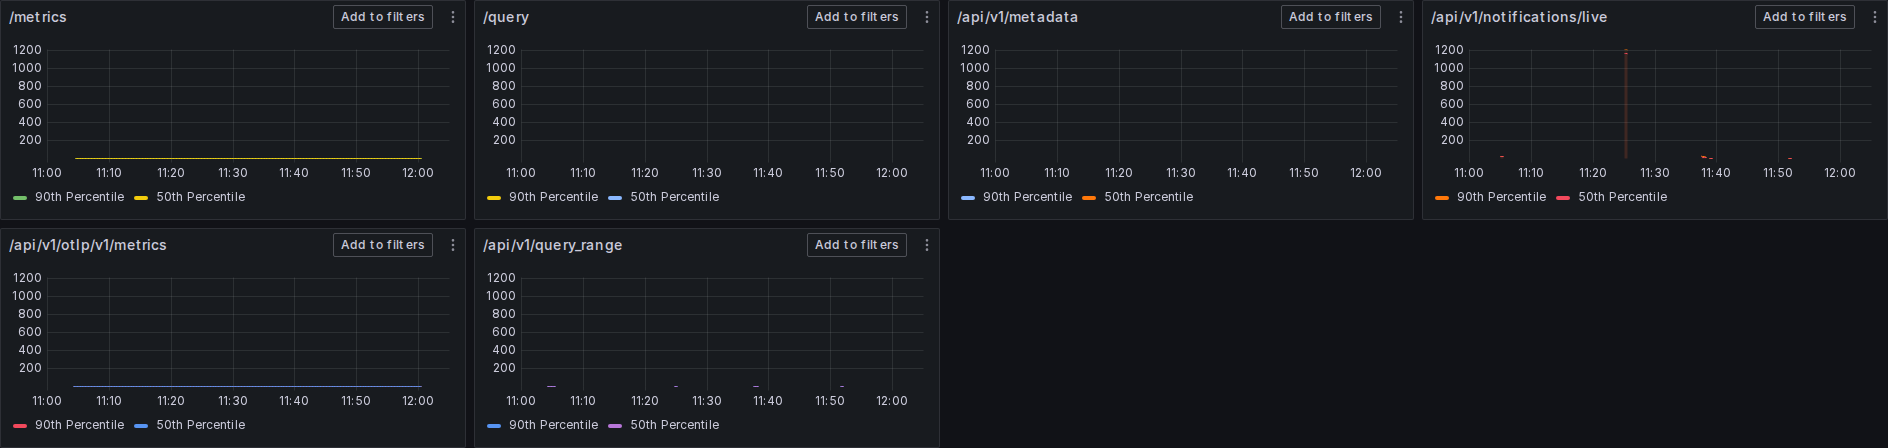 /metrics Add to filters
1200
1000
800
600
400
200
11:00 11:10 11:20 11:30 11:40 11:50 12:00
90th Percentile 50th Percentile
/query Add to filters
1200
1000
800
600
400
200
11:00 11:10 11:20 11:30 11:40 11:50 12:00
90th Percentile 50th Percentile
/api/v1/metadata Add to filters
1200
1000
800
600
400
200
11:00 11:10 11:20 11:30 11:40 11:50 12:00
90th Percentile 50th Percentile
/api/v1/notifications/live Add to filters
1200
1000
800
600
400
200
11:00 11:10 11:20 11:30 11:40 11:50 12:00
90th Percentile 50th Percentile
/api/v1/otlp/v1/metrics Add to filters
1200
1000
800
600
400
200
11:00 11:10 11:20 11:30 11:40 11:50 12:00
90th Percentile 50th Percentile
/api/v1/query_range Add to filters
1200
1000
800
600
400
200
11:00 11:10 11:20 11:30 11:40 11:50 12:00
90th Percentile 50th Percentile